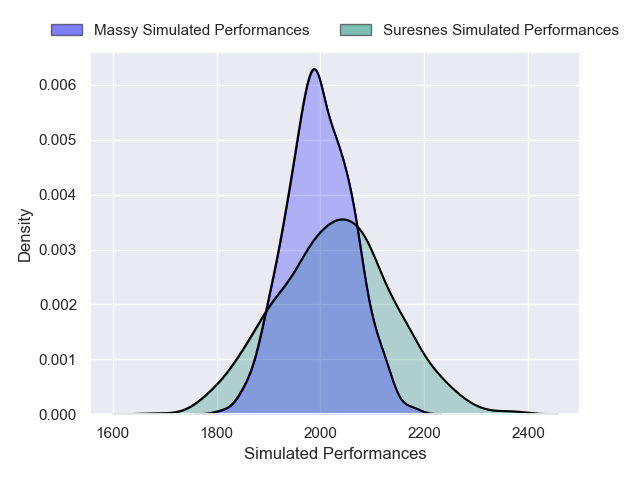 Massy Simulated Performances Suresnes Simulated Performances
0.006
0.005
0.004
0.003
0.002
0.001
0.000
Density
1600 1800 2000 2200 2400
Simulated Performances